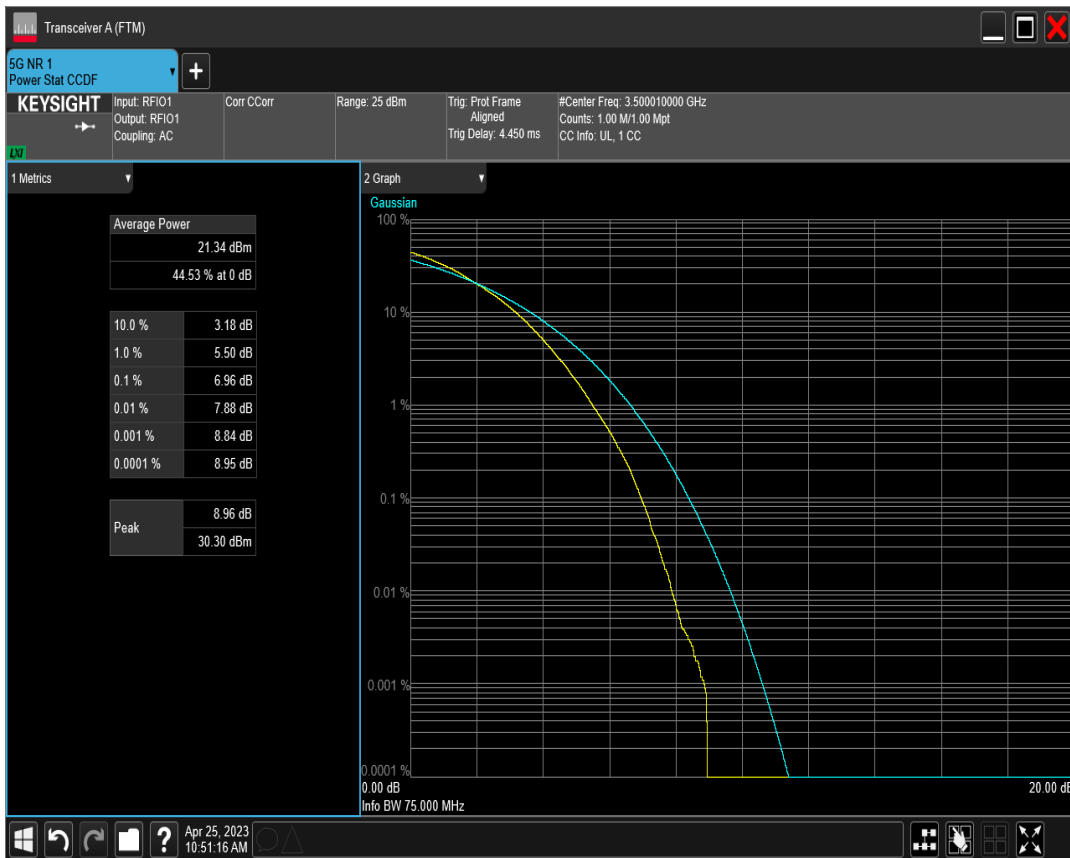 Transceiver A (FTM)
5G NR 1
Power Stat CCDF
+
KEYSIGHT
LXI
Input: RFIO1
Output: RFIO1
Coupling: AC
Corr CCorr
Range: 25 dBm
Trig: Prot Frame
Aligned
Trig Delay: 4.450 ms
#Center Freq: 3.500010000 GHz
Counts: 1.00 M/1.00 Mpt
CC Info: UL, 1 CC
1 Metrics
Average Power
21.34 dBm
44.53 % at 0 dB
10.0 % 3.18 dB
1.0 % 5.50 dB
0.1 % 6.96 dB
0.01 % 7.88 dB
0.001 % 8.84 dB
0.0001 % 8.95 dB
Peak
8.96 dB
30.30 dBm
2 Graph
Gaussian
100 %
10 %
1 %
0.1 %
0.01 %
0.001 %
0.0001 %
0.00 dB 20.00 dB
Info BW 75.000 MHz
?
Apr 25, 2023
10:51:16 AM